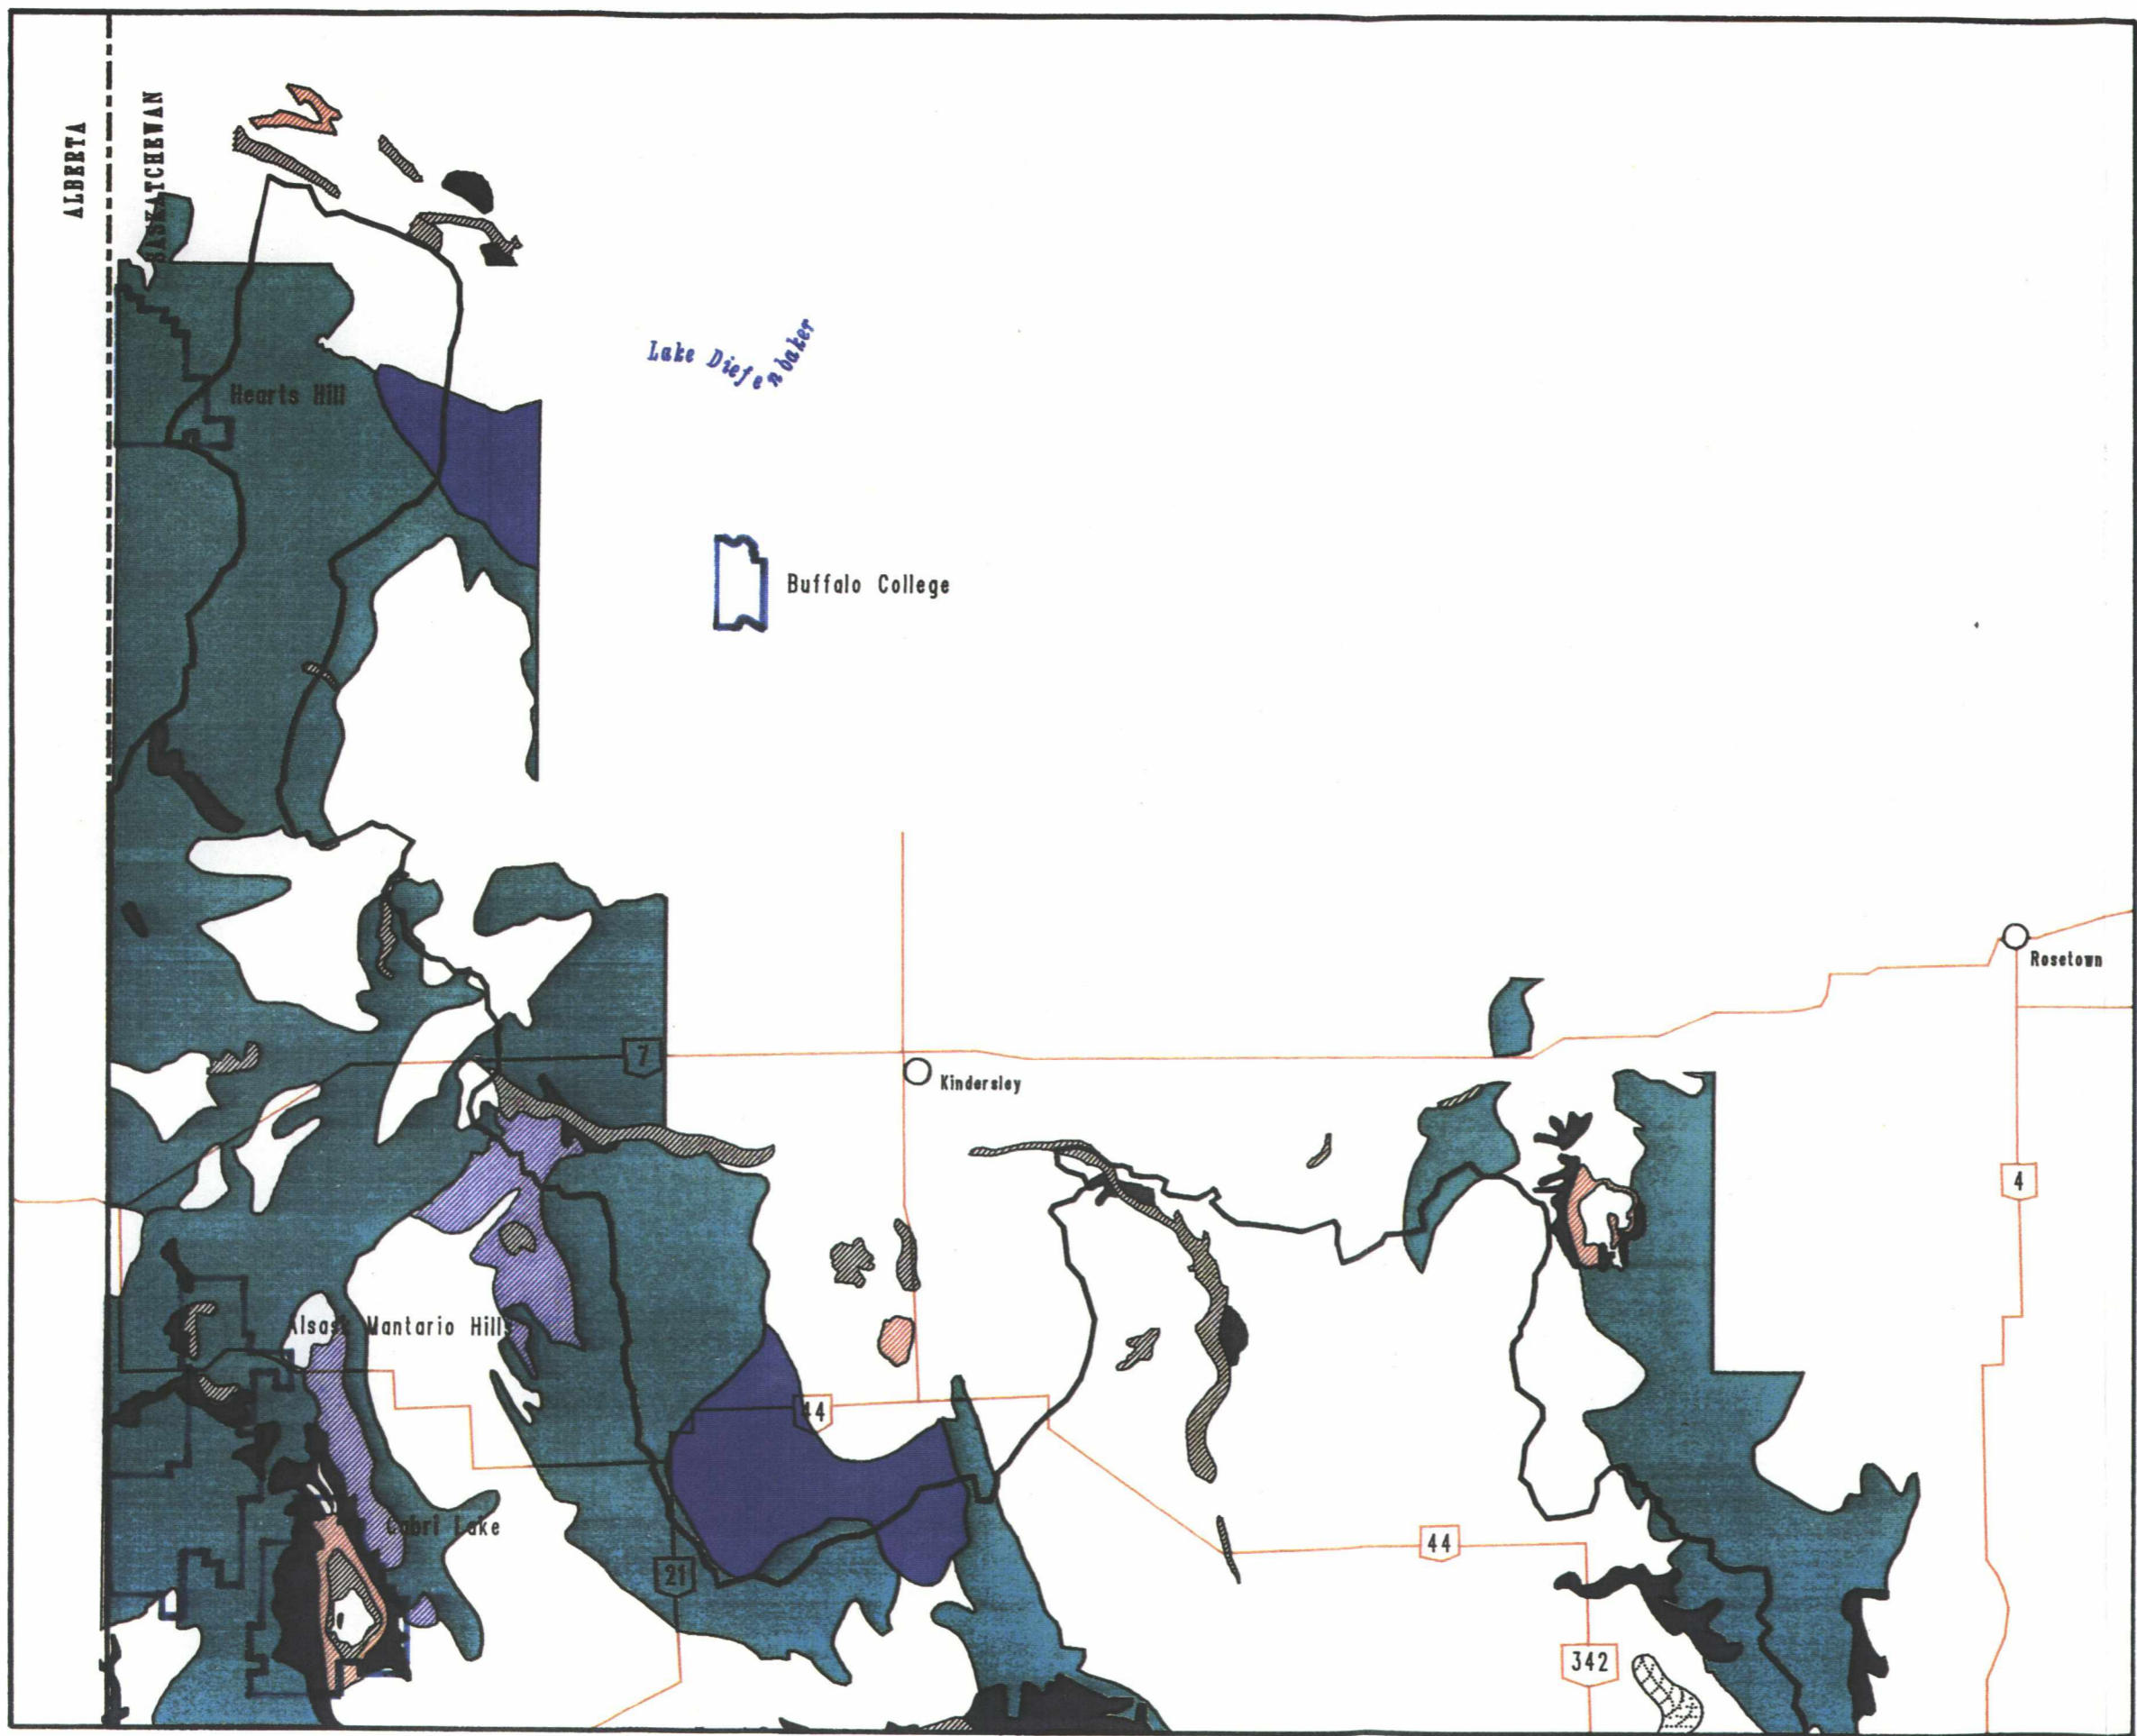 ALBERTA
SASKATCHEWAN
Lake Diefenbaker
Hearts Hill
Buffalo College
Rosetown
7
Kindersley
4
Alsask Mantario Hills
44
Cabri Lake
44
21
342